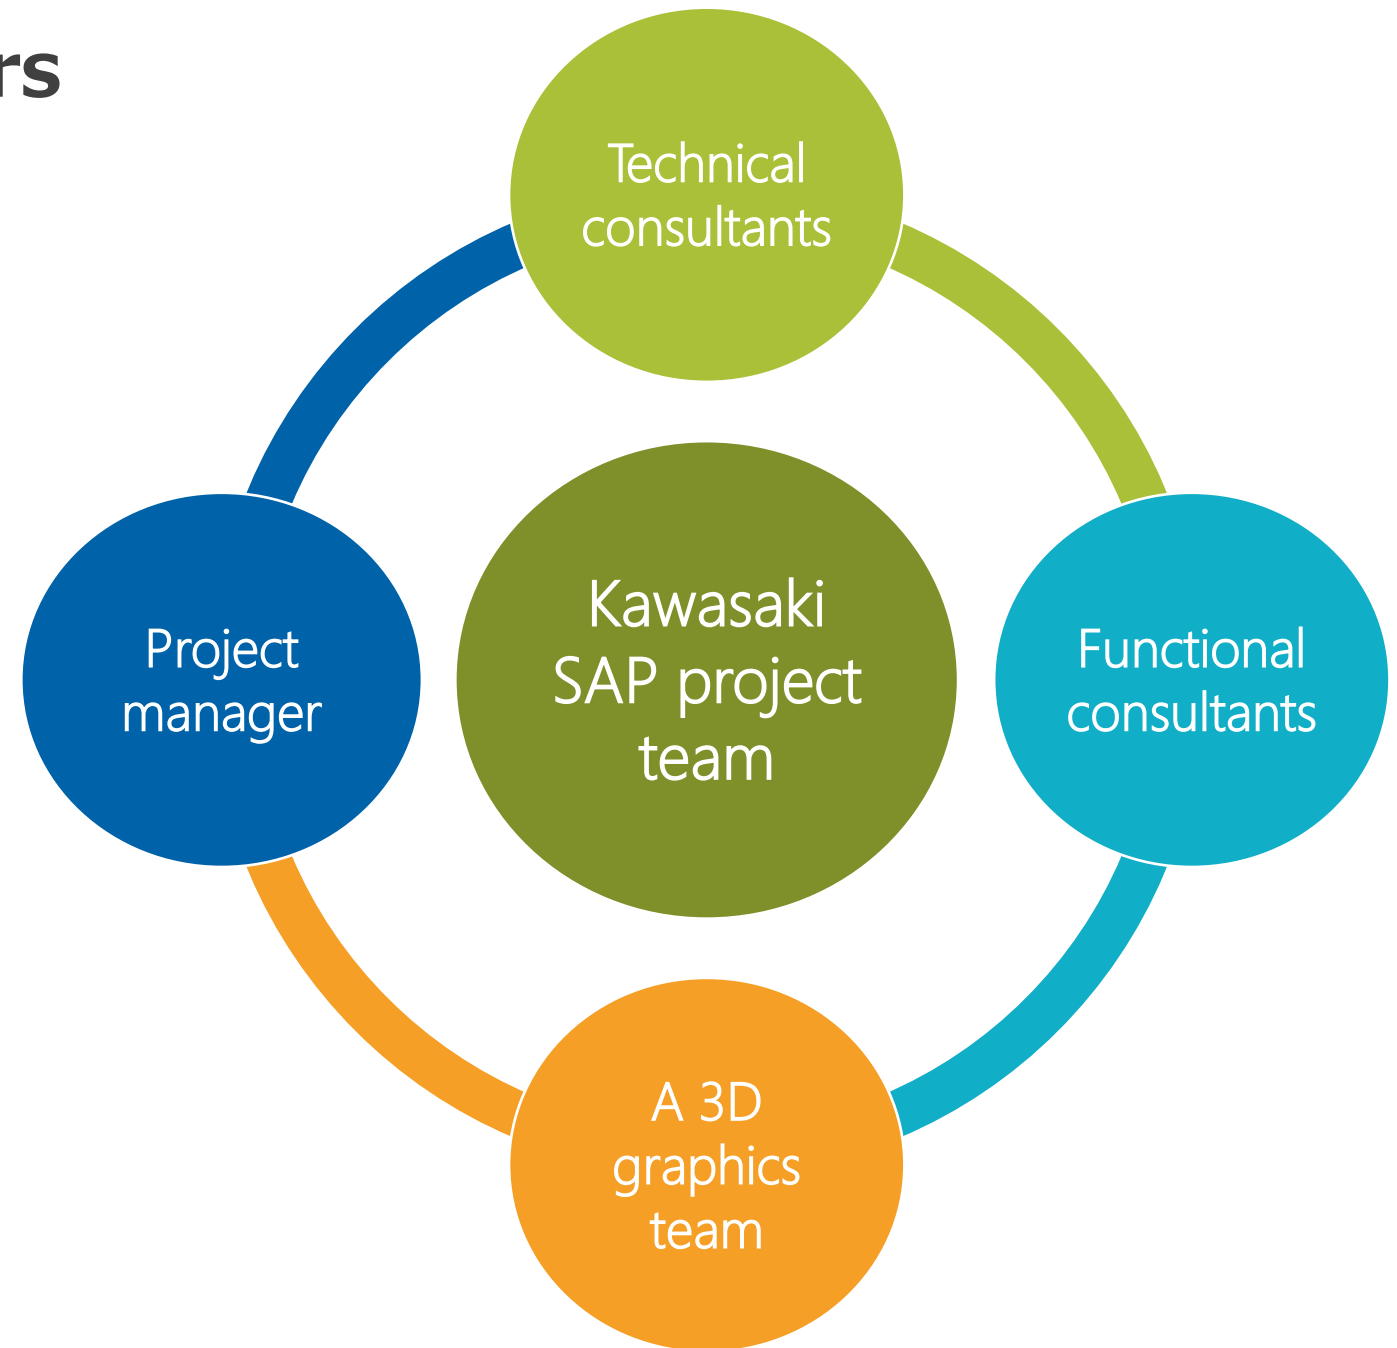 rs
Technical
consultants
Project
manager
Kawasaki
SAP project
team
Functional
consultants
A 3D
graphics
team